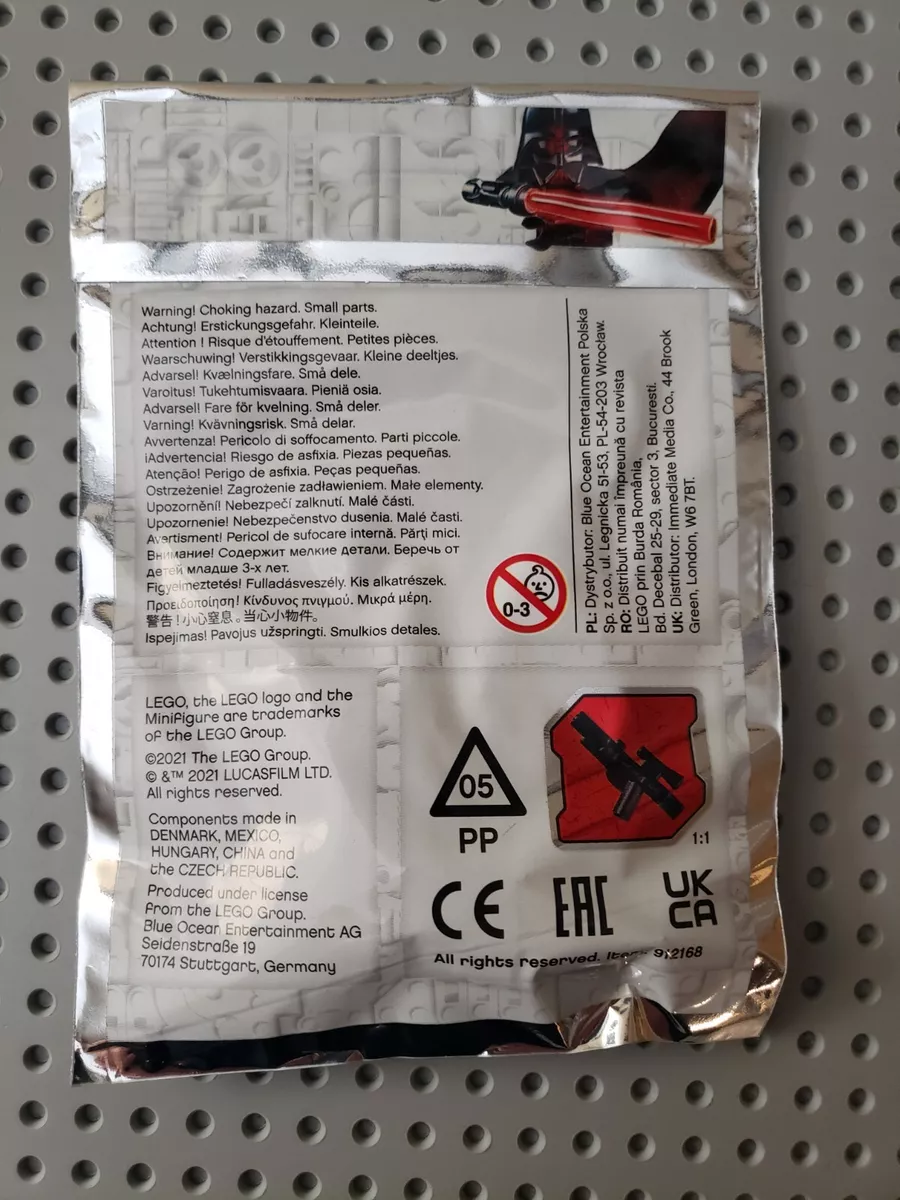 Warning! Choking hazard. Small parts.
Achtung! Erstickungsgefahr. Kleinteile.
Attention ! Risque d'étouffement. Petites pièces.
Waarschuwing! Verstikkingsgevaar. Kleine deeltjes.
Advarsel! Kvælningsfare. Små dele.
Varoitus! Tukehtumisvaara. Pieniä osia.
Advarsel! Fare för kvelning. Små deler.
Varning! Kvävningsrisk. Små delar.
Avvertenza! Pericolo di soffocamento. Parti piccole.
¡Advertencia! Riesgo de asfixia. Piezas pequeñas.
Atenção! Perigo de asfixia. Peças pequeñas.
Ostrzeżenie! Zagrożenie zadławieniem. Małe elementy.
Upozornění! Nebezpečí zalknutí. Malé části.
Upozornenie! Nebezpečenstvo dusenia. Malé časti.
Avertisment! Pericol de sufocare internă. Părţi mici.
Внимание! Содержит мелкие детали. Беречь от
детей младше 3-х лет.
Figyelmeztetés! Fulladásveszély. Kis alkatrészek.
Προειδοποίηση! Κίνδυνος πνιγμού. Μικρά μέρη.
警告！小心窒息。当心小物件。
Ispejimas! Pavojus užspringti. Smulkios detales.
0-3
PL: Dystrybutor: Blue Ocean Entertainment Polska
Sp. z o.o., ul. Legnicka 51-53, PL-54-203 Wrocław.
RO: Distribuit numai împreună cu revista
LEGO prin Burda România,
Bd. Decebal 25-29, sector 3, Bucuresti.
UK: Distributor: Immediate Media Co., 44 Brook
Green, London, W6 7BT.
LEGO, the LEGO logo and the
Minifigure are trademarks
of the LEGO Group.
©2021 The LEGO Group.
© &™ 2021 LUCASFILM LTD.
All rights reserved.
Components made in
DENMARK, MEXICO,
HUNGARY, CHINA and
the CZECH REPUBLIC.
Produced under license
from the LEGO Group.
Blue Ocean Entertainment AG
Seidenstraße 19
70174 Stuttgart, Germany
05
PP
1:1
CE
EAC
UK
CA
All rights reserved. Item 912168